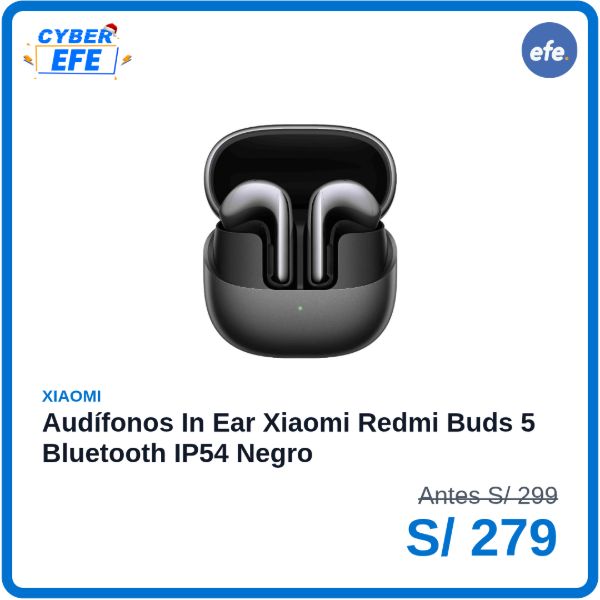 CYBER
EFE
efe.
XIAOMI
Audífonos In Ear Xiaomi Redmi Buds 5
Bluetooth IP54 Negro
Antes S/ 299
S/ 279